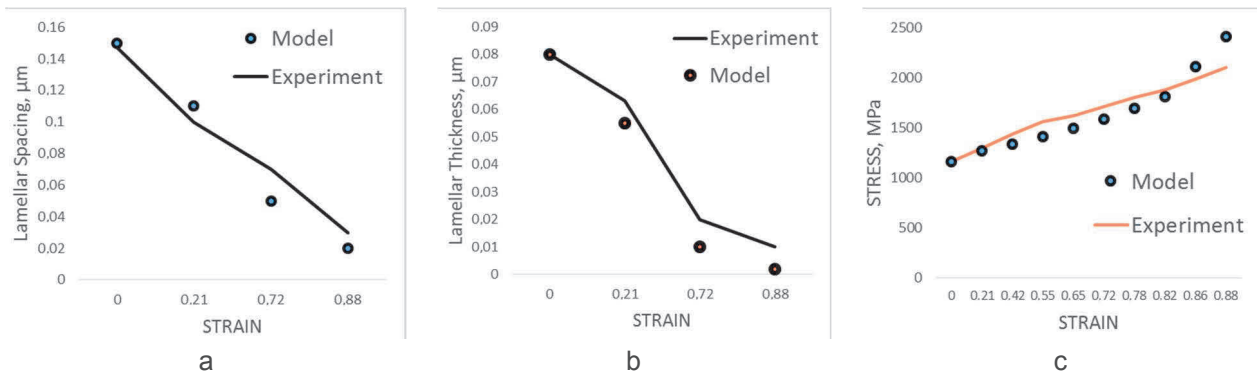 0.16
0.14
0.12
0.1
0.08
0.06
0.04
0.02
0
Lamellar Spacing, µm
Model
Experiment
0 0,21 0,72 0,88
STRAIN
a
0.09
0.08
0.07
0.06
0.05
0.04
0.03
0.02
0,01
0
Lamellar Thickness, µm
Experiment
Model
0 0,21 0,72 0,88
STRAIN
b
2500
2000
1500
1000
500
0
STRESS, MPa
Model
Experiment
0 0.21 0.42 0.55 0.65 0.72 0.78 0.82 0.86 0.88
STRAIN
c